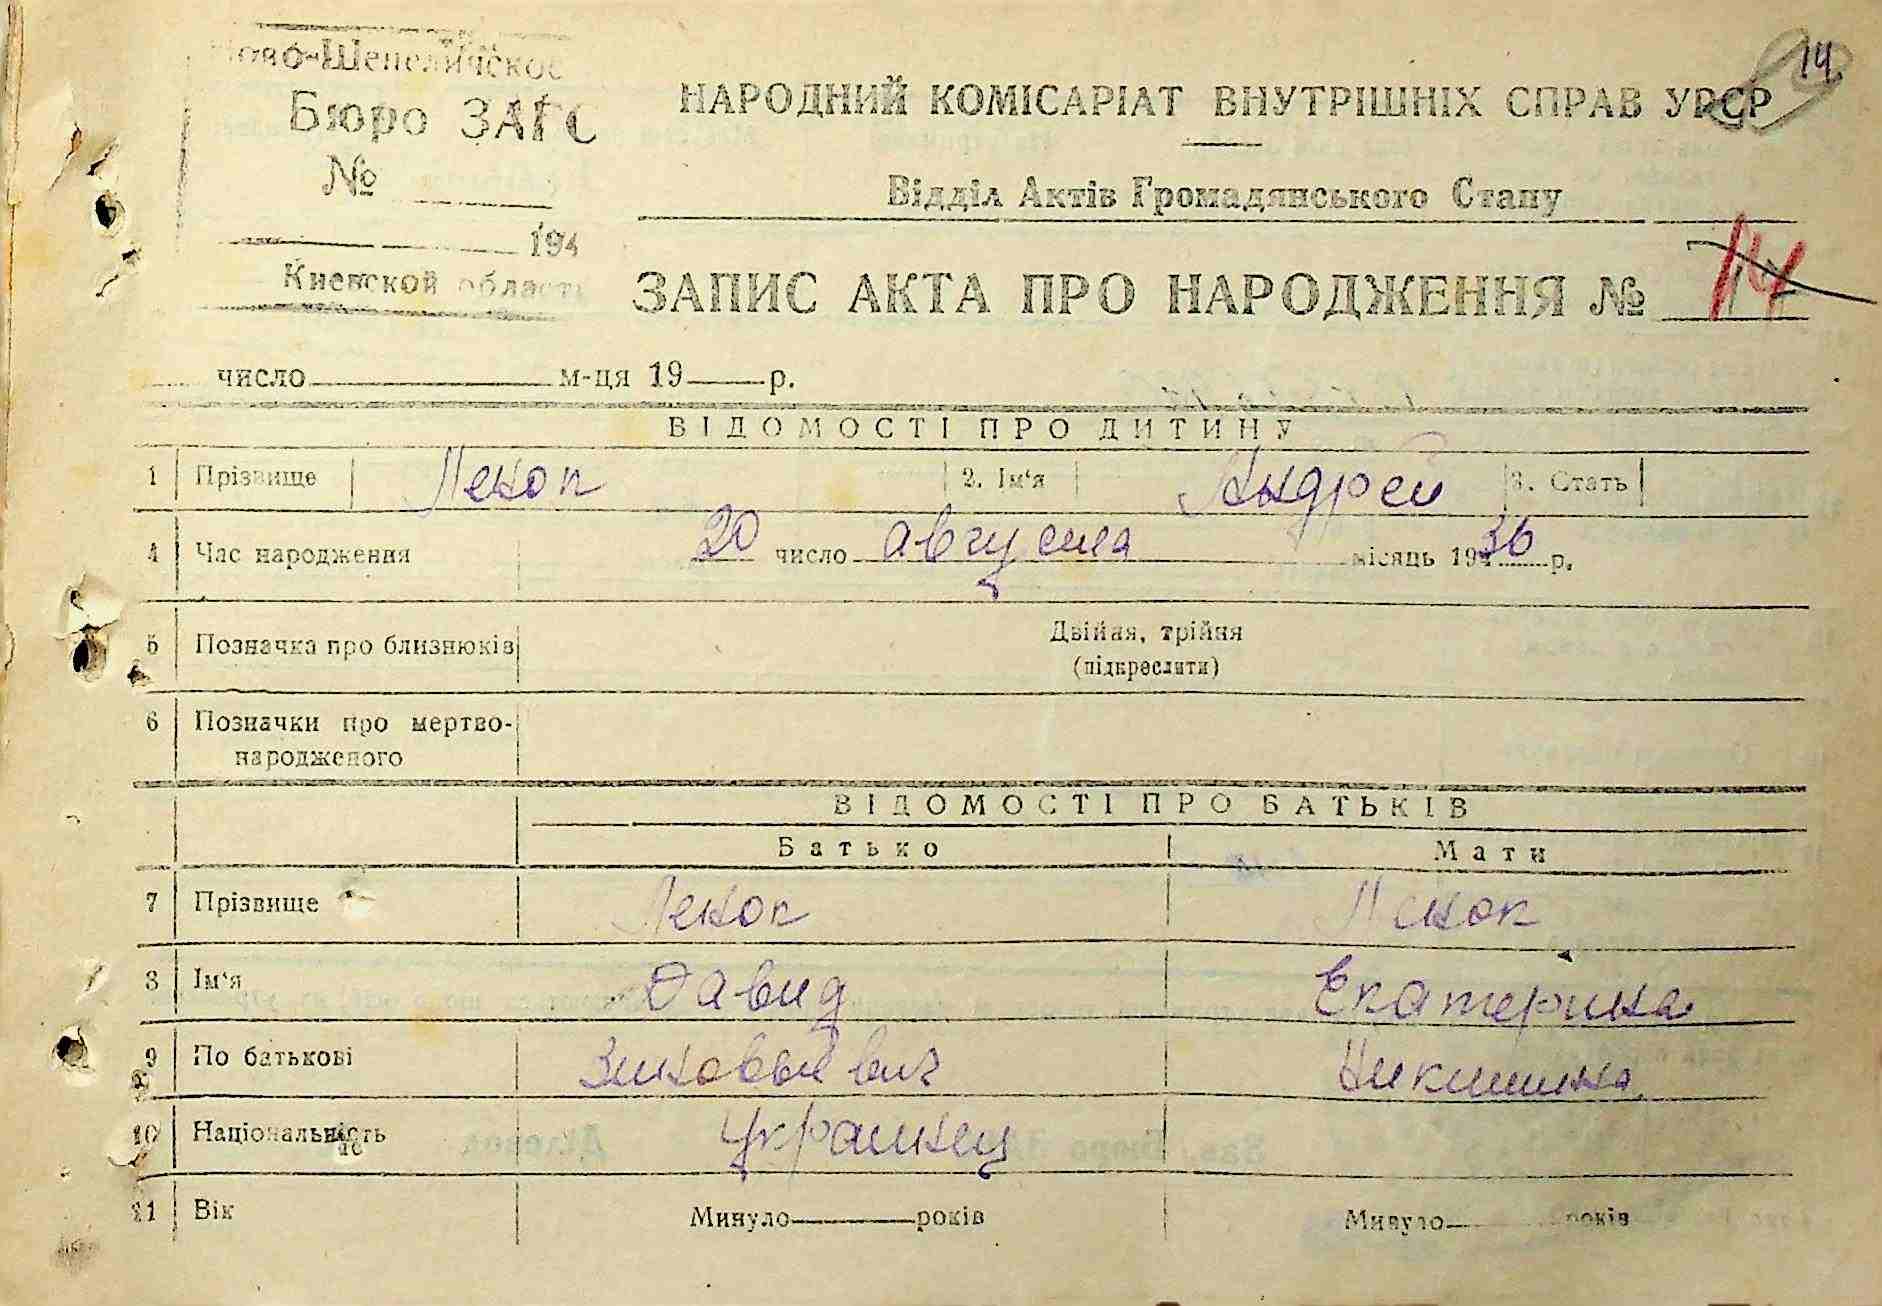 Ново-Шепеличское
14
Бюро ЗАГС
НАРОДНИЙ КОМІСАРІАТ ВНУТРІШНІХ СПРАВ УРСР
№
Відділ Актів Громадянського Стану
194
Киевской области
ЗАПИС АКТА ПРО НАРОДЖЕННЯ № 14
число м-ця 19 р.
ВІДОМОСТІ ПРО ДИТИНУ
1 Прізвище Ленок 2. Ім'я Андрей 3. Стать
4 Час народження 20 число августа місяць 1936 р.
5 Позначка про близнюків Двійня, трійня
(підкреслити)
6 Позначки про мертво-
народженого
ВІДОМОСТІ ПРО БАТЬКІВ
Батько Мати
7 Прізвище Ленок Ленок
8 Ім'я Давид Екатерина
9 По батькові Зиновьевич Никитична
10 Національність Украинец
11 Вік Минуло років Минуло років